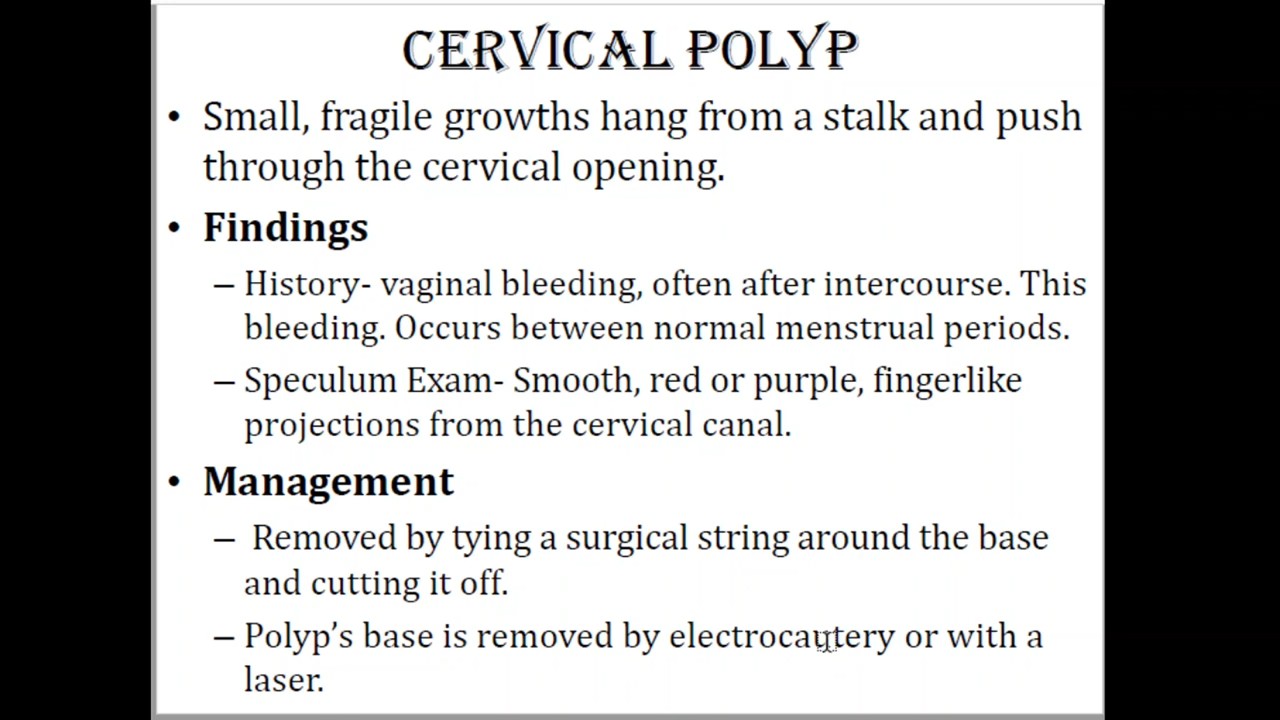 CERVICAL POLYP
• Small, fragile growths hang from a stalk and push
through the cervical opening.
• Findings
– History- vaginal bleeding, often after intercourse. This
bleeding. Occurs between normal menstrual periods.
– Speculum Exam- Smooth, red or purple, fingerlike
projections from the cervical canal.
• Management
– Removed by tying a surgical string around the base
and cutting it off.
– Polyp’s base is removed by electrocautery or with a
laser.